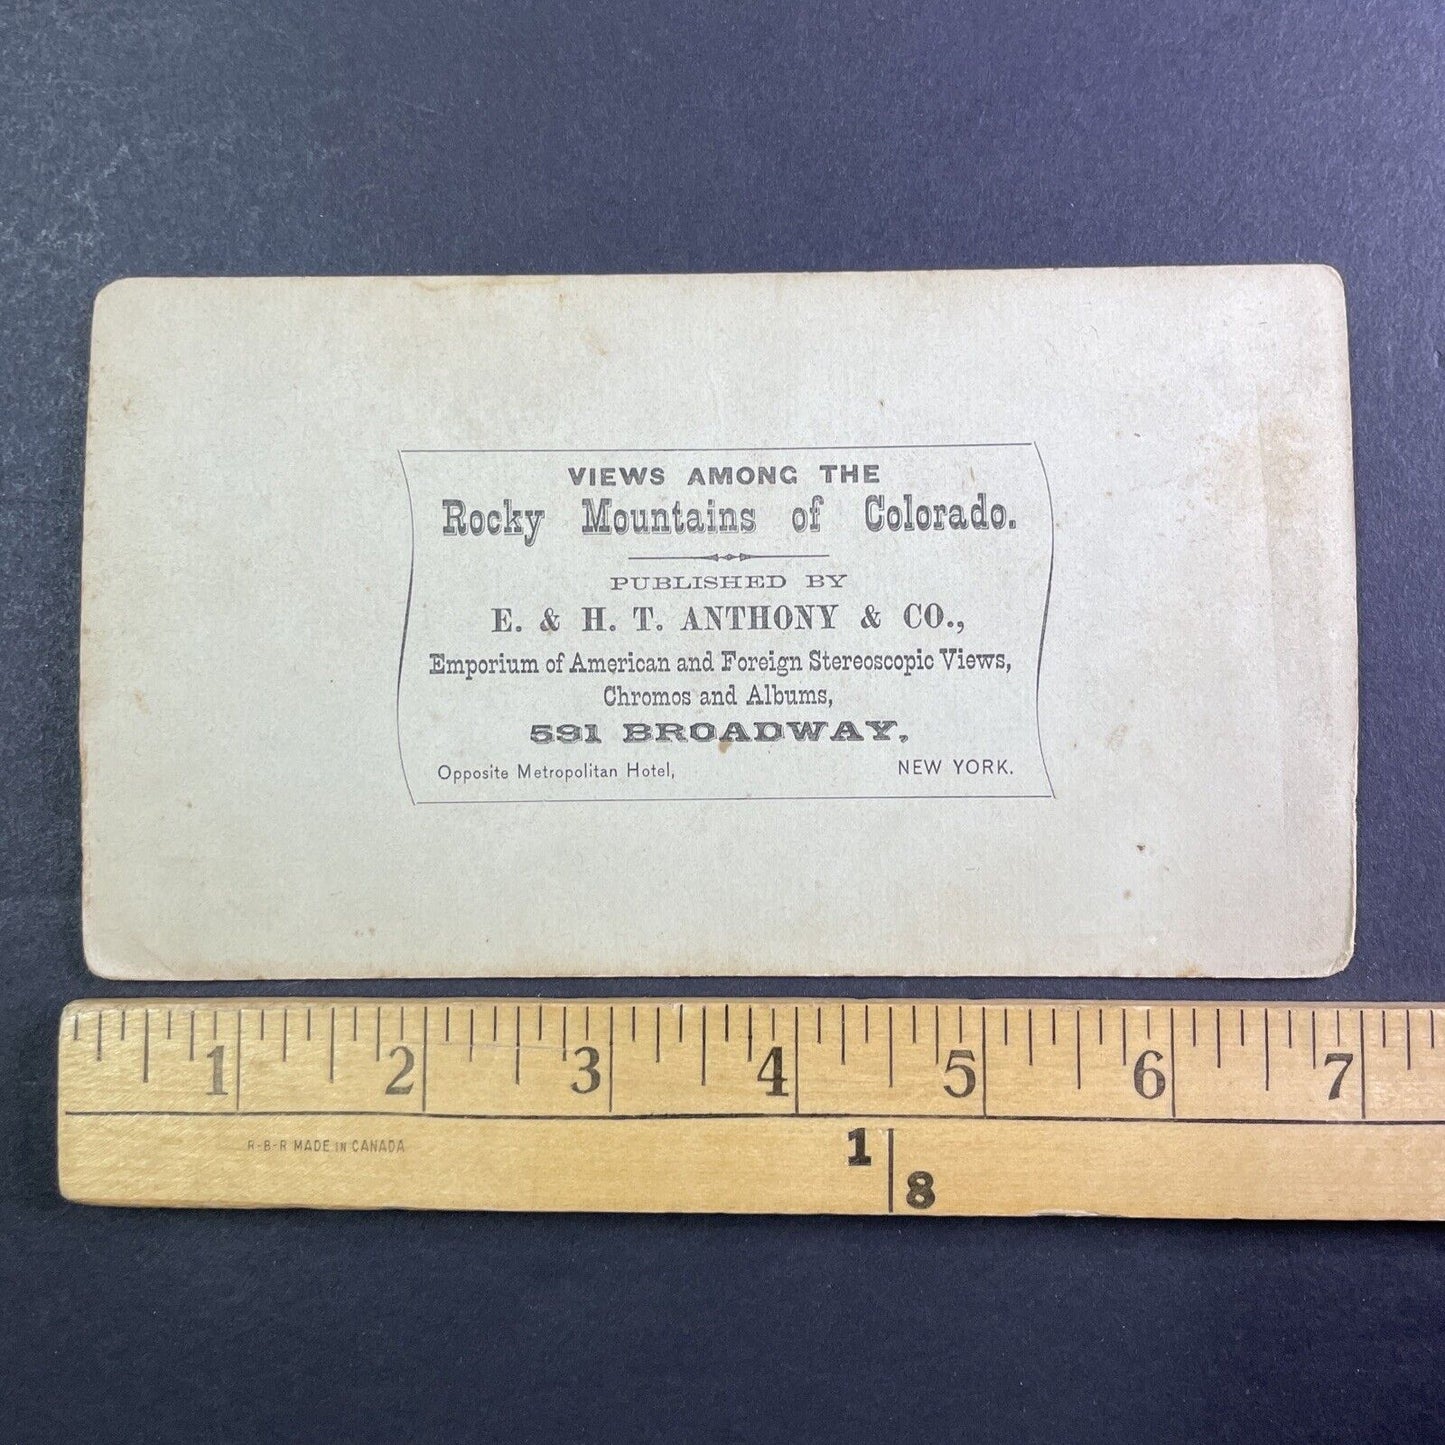 VIEWS AMONG THE
Rocky Mountains of Colorado.
PUBLISHED BY
E. & H. T. ANTHONY & CO.,
Emporium of American and Foreign Stereoscopic Views,
Chromos and Albums,
591 BROADWAY,
Opposite Metropolitan Hotel, NEW YORK.
1 2 3 4 5 6 7
R-B-R MADE IN CANADA
1 8